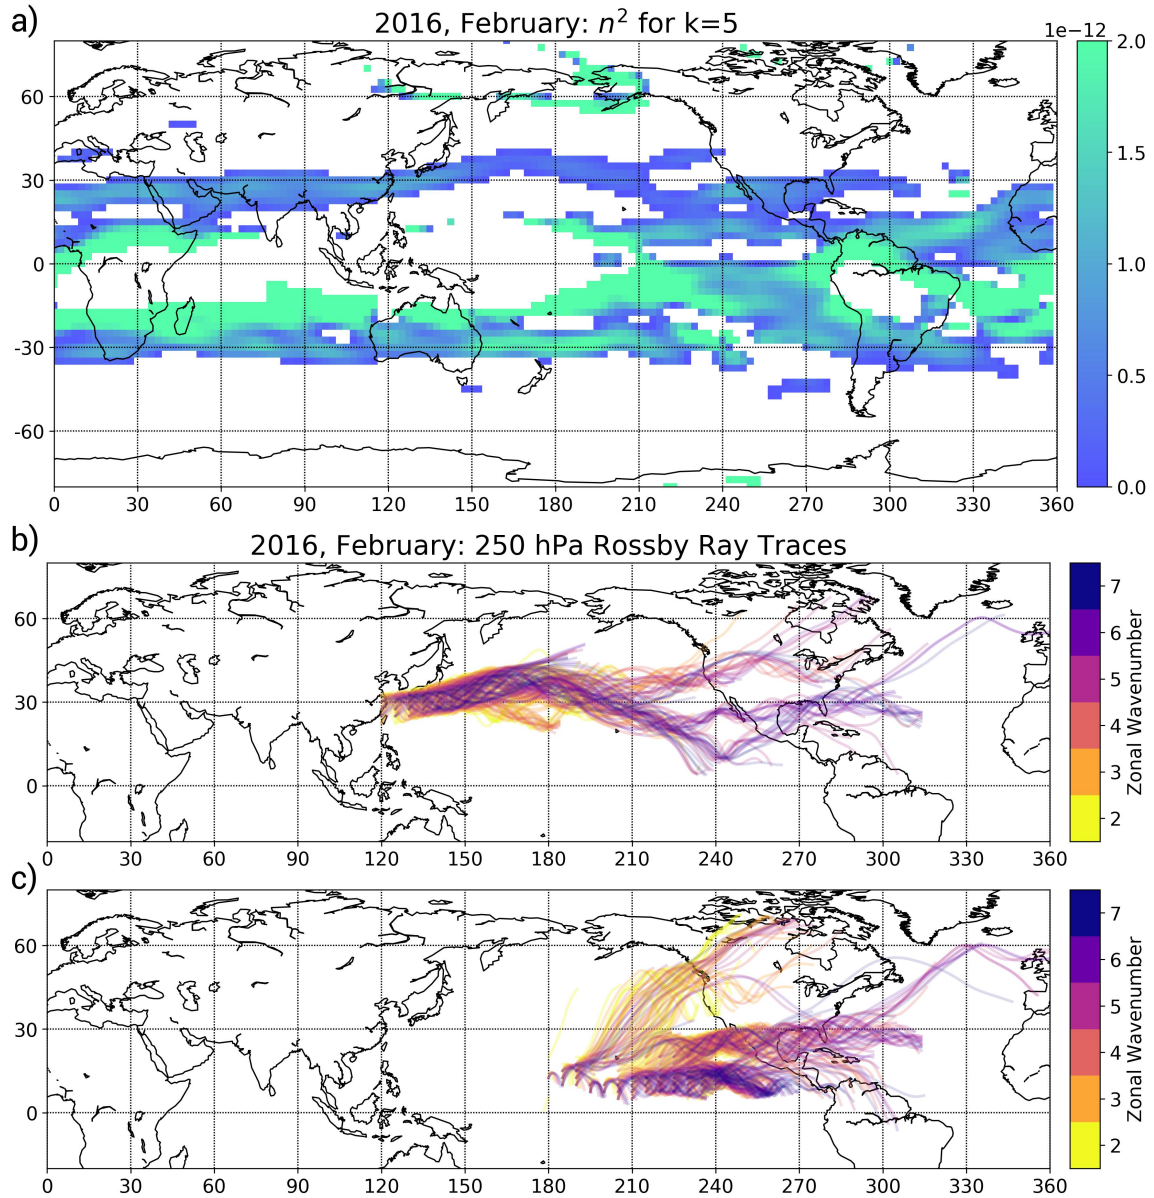 a)
2016, February: n² for k=5
1e−12
60
30
0
-30
-60
0 30 60 90 120 150 180 210 240 270 300 330 360
2.0
1.5
1.0
0.5
0.0
b)
2016, February: 250 hPa Rossby Ray Traces
60
30
0
0 30 60 90 120 150 180 210 240 270 300 330 360
7
6
5
4
3
2
Zonal Wavenumber
c)
60
30
0
0 30 60 90 120 150 180 210 240 270 300 330 360
7
6
5
4
3
2
Zonal Wavenumber